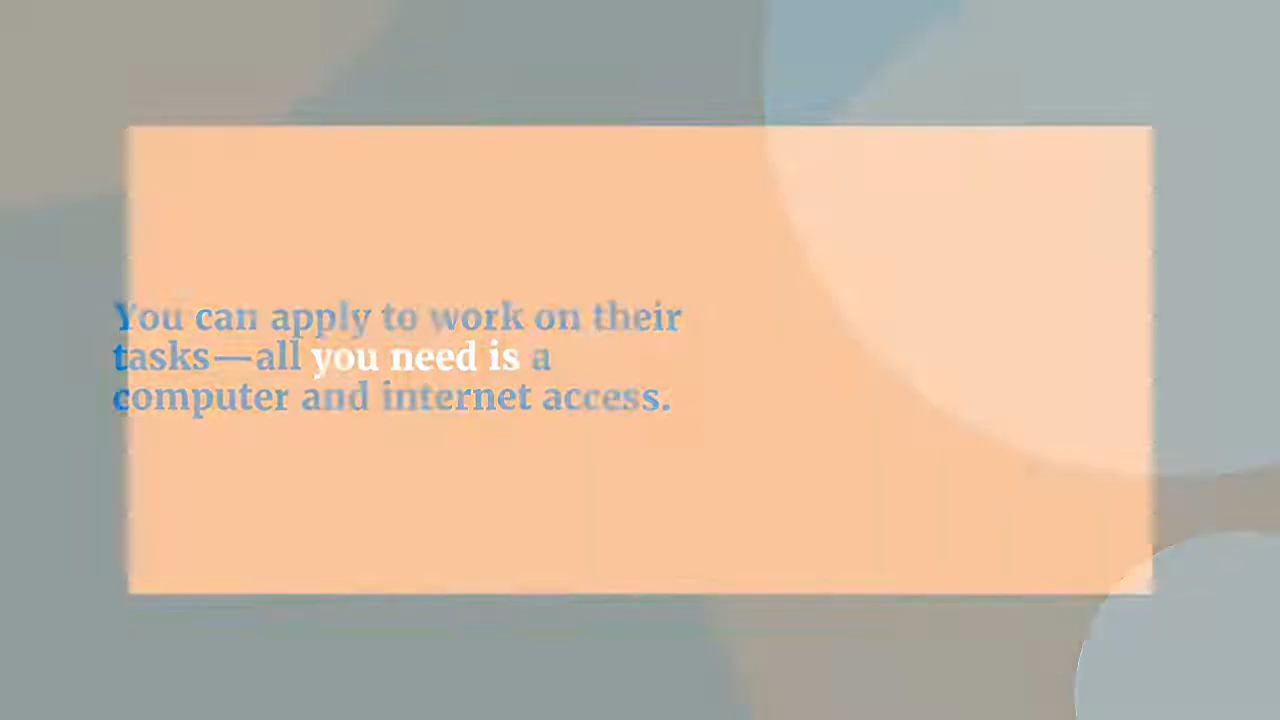 You can apply to work on their
tasks—all you need is a
computer and internet access.